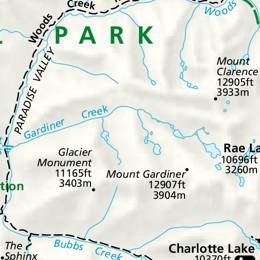 Creek
Woods
Woods
L PARK
Mount
Clarence
12905ft
3933m
PARADISE VALLEY
Gardiner Creek
Glacier
Monument
11165ft
3403m
Rae La
10696ft
3260m
Mount Gardiner
12907ft
3904m
tion
Bubbs Creek
The
Sphinx
Charlotte Lake
10370ft